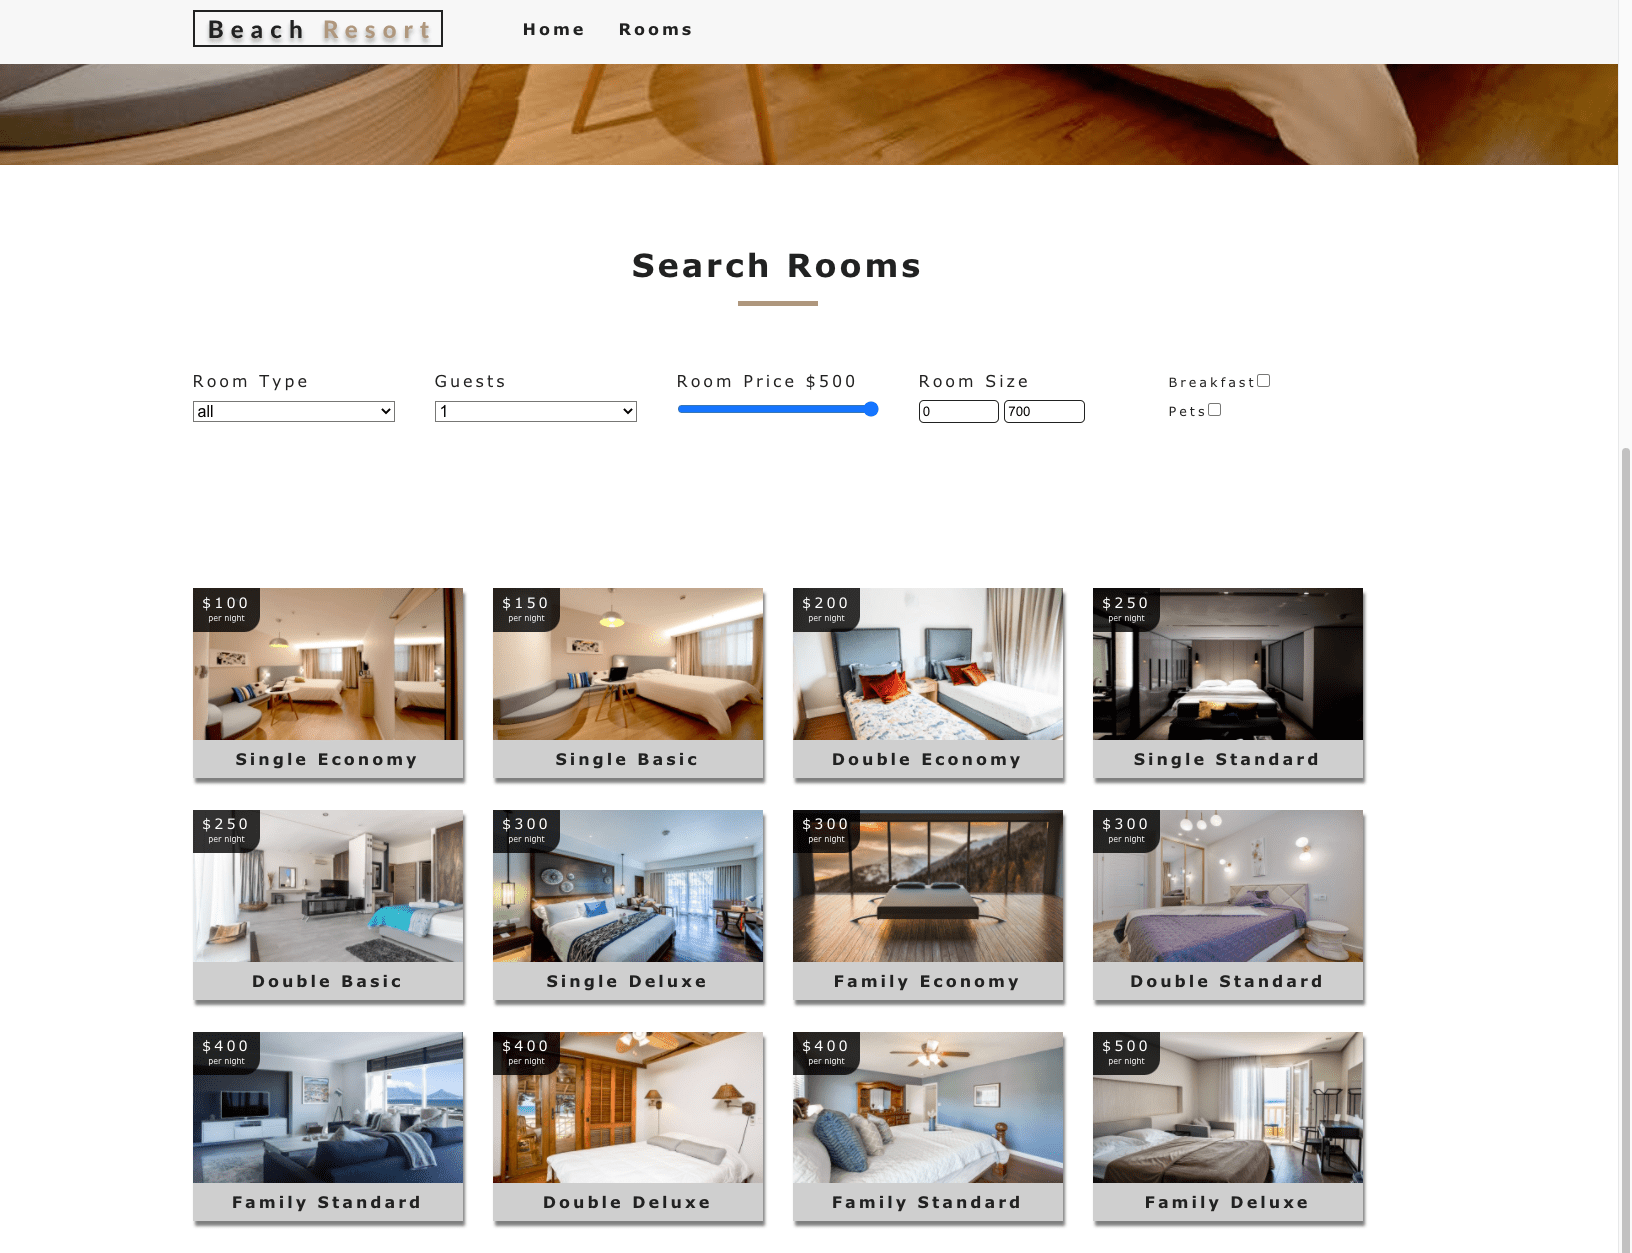 Beach Resort
Home Rooms
Search Rooms
Room Type Guests Room Price $500 Room Size Breakfast
all 1 0 700 Pets
$100 $150 $200 $250
per night per night per night per night
Single Economy Single Basic Double Economy Single Standard
$250 $300 $300 $300
per night per night per night per night
Double Basic Single Deluxe Family Economy Double Standard
$400 $400 $400 $500
per night per night per night per night
Family Standard Double Deluxe Family Standard Family Deluxe